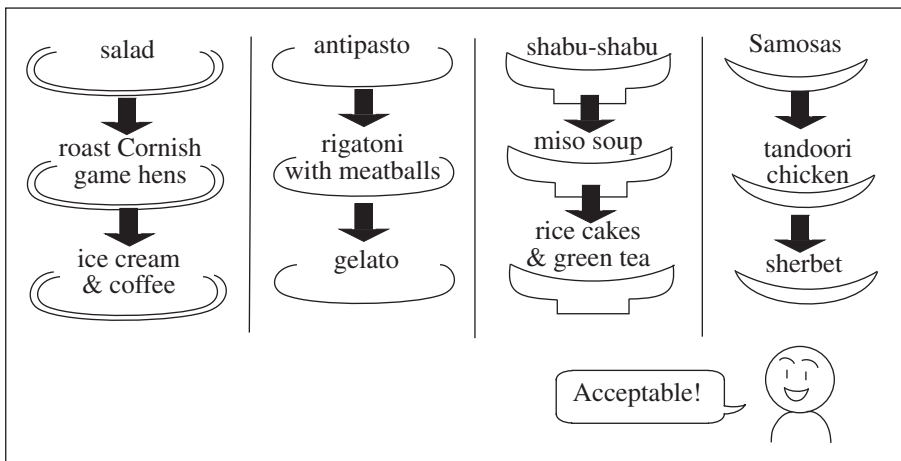 salad
roast Cornish
game hens
ice cream
& coffee
antipasto
rigatoni
with meatballs
gelato
shabu-shabu
miso soup
rice cakes
& green tea
Samosas
tandoori
chicken
sherbet
Acceptable!